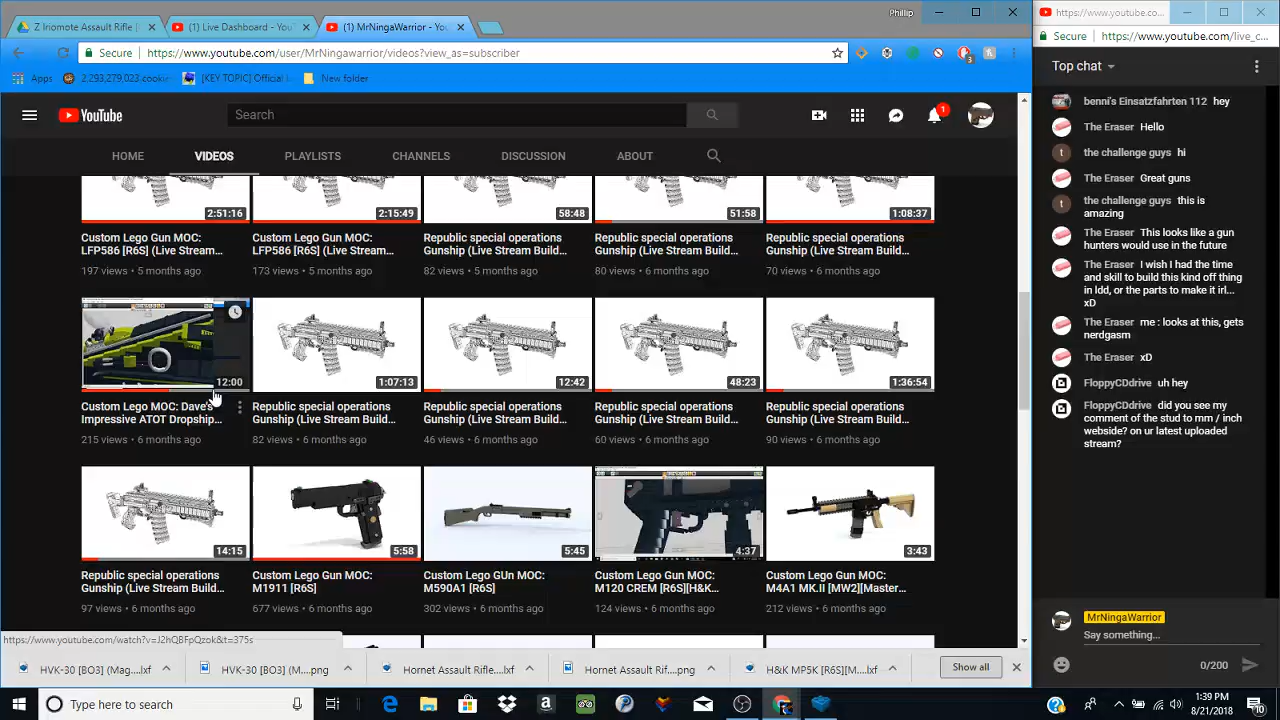 Z Iriomote Assault Rifle [
(1) Live Dashboard - YouT
(1) MrNingaWarrior - You
Phillip
https://www.youtube.co...
Secure
https://www.youtube.com/user/MrNingawarrior/videos?view_as=subscriber
3
Secure
https://www.youtube.com/live_c...
Apps
2,293,279,023 cookie
[KEY TOPIC] Official L
New folder
YouTube
Search
1
HOME
VIDEOS
PLAYLISTS
CHANNELS
DISCUSSION
ABOUT
2:51:16
2:15:49
58:48
51:58
1:08:37
Custom Lego Gun MOC:
LFP586 [R6S] (Live Stream...
197 views • 5 months ago
Custom Lego Gun MOC:
LFP586 [R6S] (Live Stream...
173 views • 5 months ago
Republic special operations
Gunship (Live Stream Build...
82 views • 5 months ago
Republic special operations
Gunship (Live Stream Build...
80 views • 6 months ago
Republic special operations
Gunship (Live Stream Build...
70 views • 6 months ago
12:00
1:07:13
12:42
48:23
1:36:54
Custom Lego MOC: Dave's
Impressive ATOT Dropship...
215 views • 6 months ago
Republic special operations
Gunship (Live Stream Build...
82 views • 6 months ago
Republic special operations
Gunship (Live Stream Build...
46 views • 6 months ago
Republic special operations
Gunship (Live Stream Build...
60 views • 6 months ago
Republic special operations
Gunship (Live Stream Build...
90 views • 6 months ago
14:15
5:58
5:45
4:37
3:43
Republic special operations
Gunship (Live Stream Build...
97 views • 6 months ago
Custom Lego Gun MOC:
M1911 [R6S]
677 views • 6 months ago
Custom Lego GUn MOC:
M590A1 [R6S]
302 views • 6 months ago
Custom Lego Gun MOC:
M120 CREM [R6S][H&K...
124 views • 6 months ago
Custom Lego Gun MOC:
M4A1 MK.II [MW2][Master...
212 views • 6 months ago
https://www.youtube.com/watch?v=J2hQBFpQzok&t=375s
Top chat
benni's Einsatzfahrten 112 hey
The Eraser Hello
the challenge guys hi
The Eraser Great guns
the challenge guys this is
amazing
The Eraser This looks like a gun
hunters would use in the future
The Eraser I wish I had the time
and skill to build this kind off thing
in ldd, or the parts to make it irl...
xD
The Eraser me : looks at this, gets
nerdgasm
The Eraser xD
FloppyCDdrive uh hey
FloppyCDdrive did you see my
comment of the stud to mm / inch
webside? on ur latest uploaded
stream?
MrNingaWarrior
Say something...
0/200
HVK-30 [BO3] (Mag....lxf
HVK-30 [BO3] (M....png
Hornet Assault Rifle....lxf
Hornet Assault Rif....png
H&K MP5K [R6S][M....lxf
Show all
Type here to search
1:39 PM
8/21/2018
10